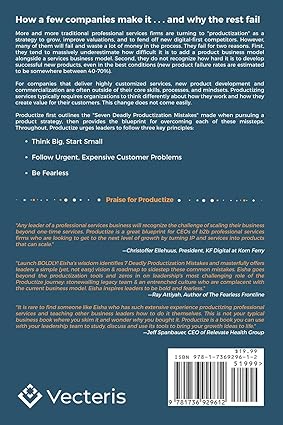 How a few companies make it . . . and why the rest fail
More and more traditional professional services firms are turning to "productization" as a
strategy to grow, improve valuations, and to fend off new digital-first competitors. However,
many of them will fail and waste a lot of money in the process. They fail for two reasons. First,
they tend to massively underestimate how difficult it is to add a product business model
alongside a services business model. Second, they do not recognize how hard it is to develop
successful new products, even in the best conditions (new product failure rates are estimated
to be somewhere between 40-70%).
For companies that deliver highly customized services, new product development and
commercialization are often outside of their core skills, processes, and mindsets. Productizing
services typically requires organizations to think differently about how they work and how they
create value for their customers. This change does not come easily.
Productize first outlines the "Seven Deadly Productization Mistakes" made when pursuing a
product strategy, then provides the blueprint for overcoming each of these missteps.
Throughout, Productize urges leaders to follow three key principles:
• Think Big, Start Small
• Follow Urgent, Expensive Customer Problems
• Be Fearless
Praise for Productize
"Any leader of a professional services business will recognize the challenge of scaling their business
beyond one-time services. Productize is a great blueprint for CEOs of b2b professional services
firms who are looking to get to the next level of growth by turning IP and services into products
that can scale."
—Christoffer Ellehuus, President, KF Digital at Korn Ferry
"Launch BOLDLY! Eisha's wisdom identifies 7 Deadly Productization Mistakes and masterfully offers
leaders a simple (yet, not easy) vision & roadmap to sidestep these common mistakes. Eisha goes
beyond the productization tools and zeros in on leadership's most challenging role of the
Productize journey: stonewalling legacy team & an entrenched culture who are complacent with
the current business model. Eisha inspires leaders to be bold and fearless!"
—Ray Attiyah, Author of The Fearless Frontline
"It is rare to find someone like Eisha who has such extensive experience productizing professional
services and teaching other business leaders how to do it themselves. This is not your typical
business book where you skim it and wonder why you bought it. Productize is a book you can
use with your leadership team to study, discuss and use its tools to bring your growth ideas to life."
—Jeff Spanbauer, CEO of Relevate Health Group
$19.99
ISBN 978-1-7369296-1-2
51999>
9 781736 929612
Vecteris